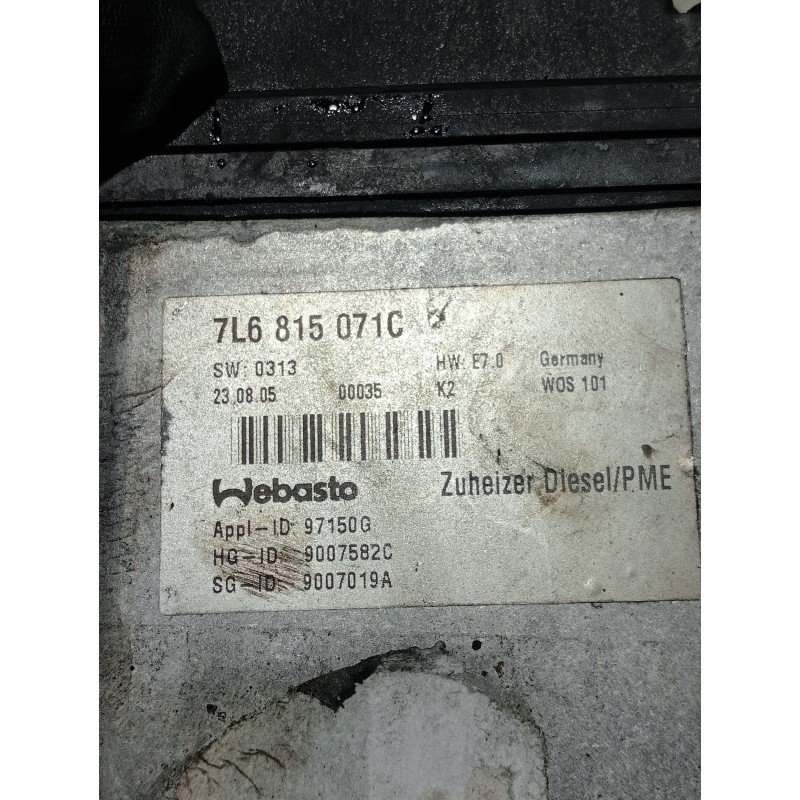 7L6 815 071C
SW: 0313 HW: E7.0 Germany
23.08.05 00035 K2 WOS 101
Webasto Zuheizer Diesel/PME
Appl-ID: 97150G
HG-ID: 9007582C
SG-ID: 9007019A